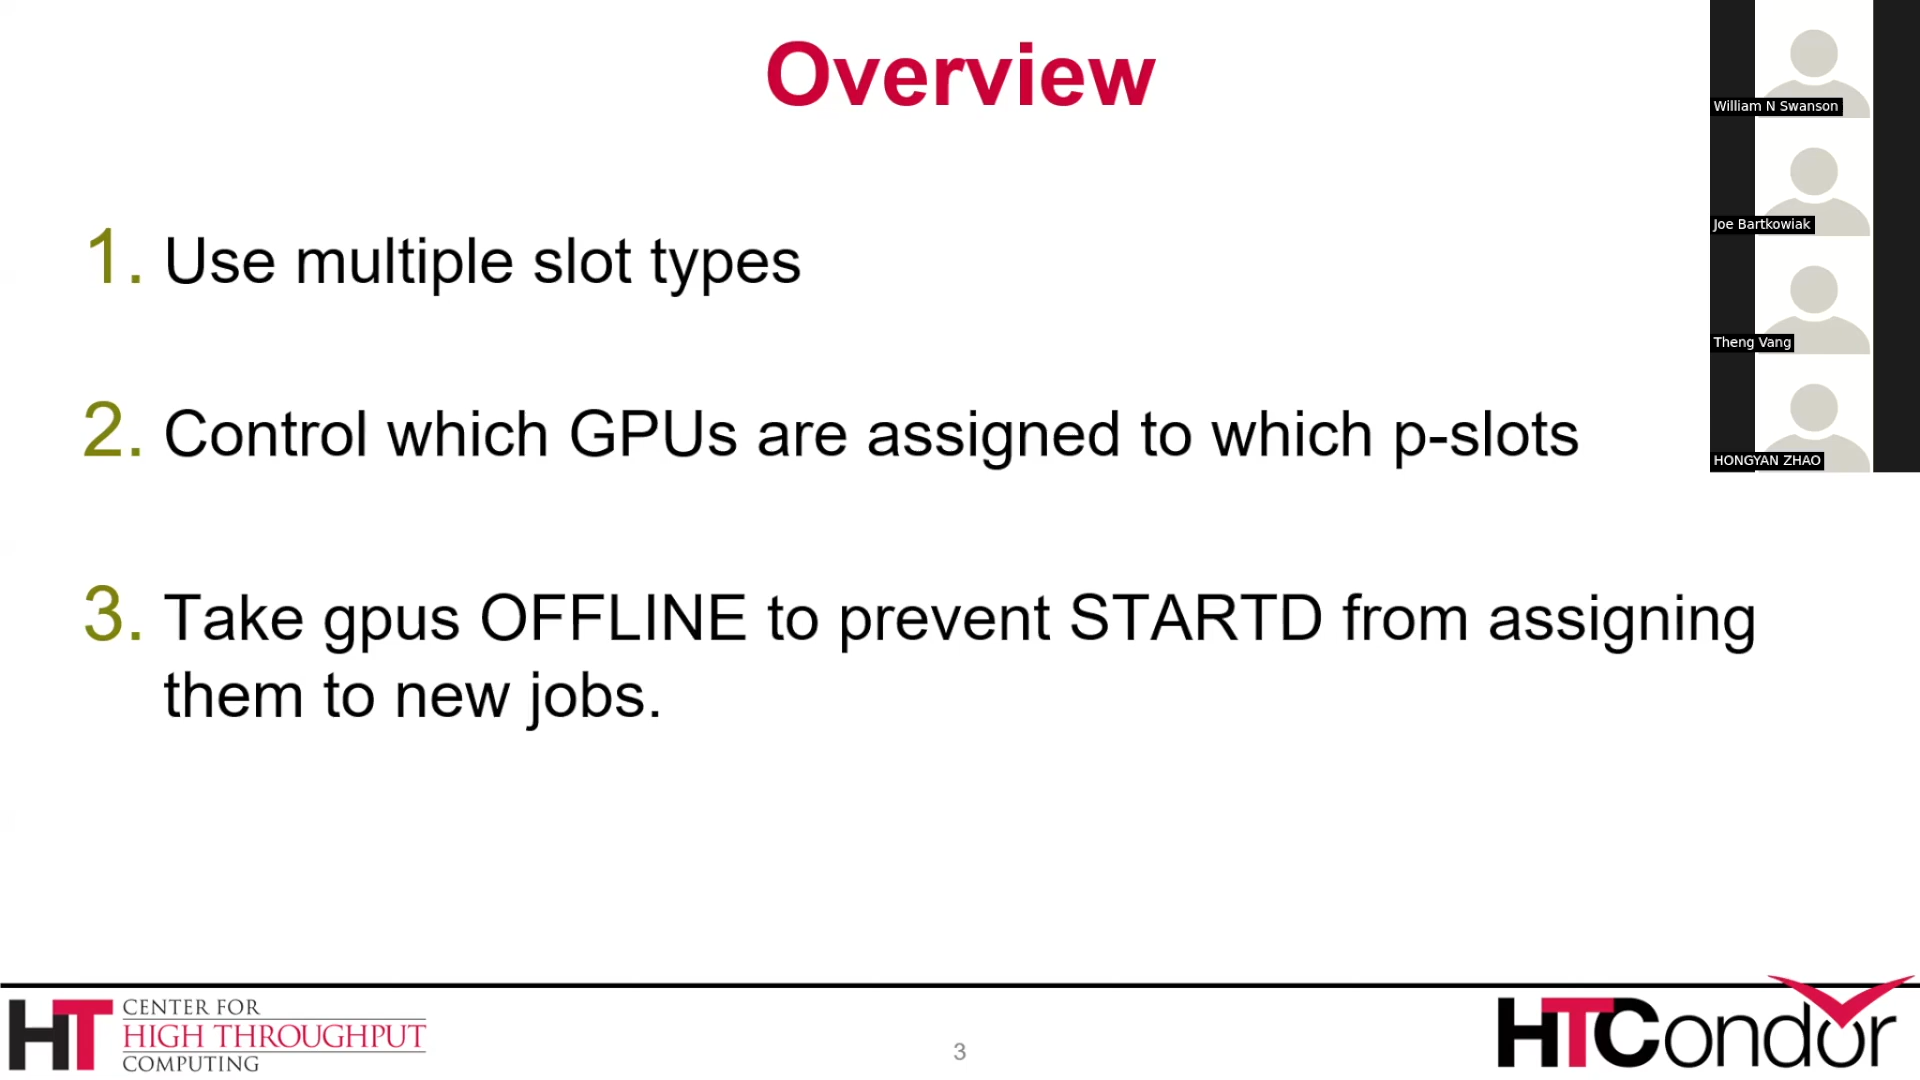 Overview
1. Use multiple slot types
2. Control which GPUs are assigned to which p-slots
3. Take gpus OFFLINE to prevent STARTD from assigning
them to new jobs.
William N Swanson
Joe Bartkowiak
Theng Vang
HONGYAN ZHAO
HT
CENTER FOR
HIGH THROUGHPUT
COMPUTING
3
HTCondor